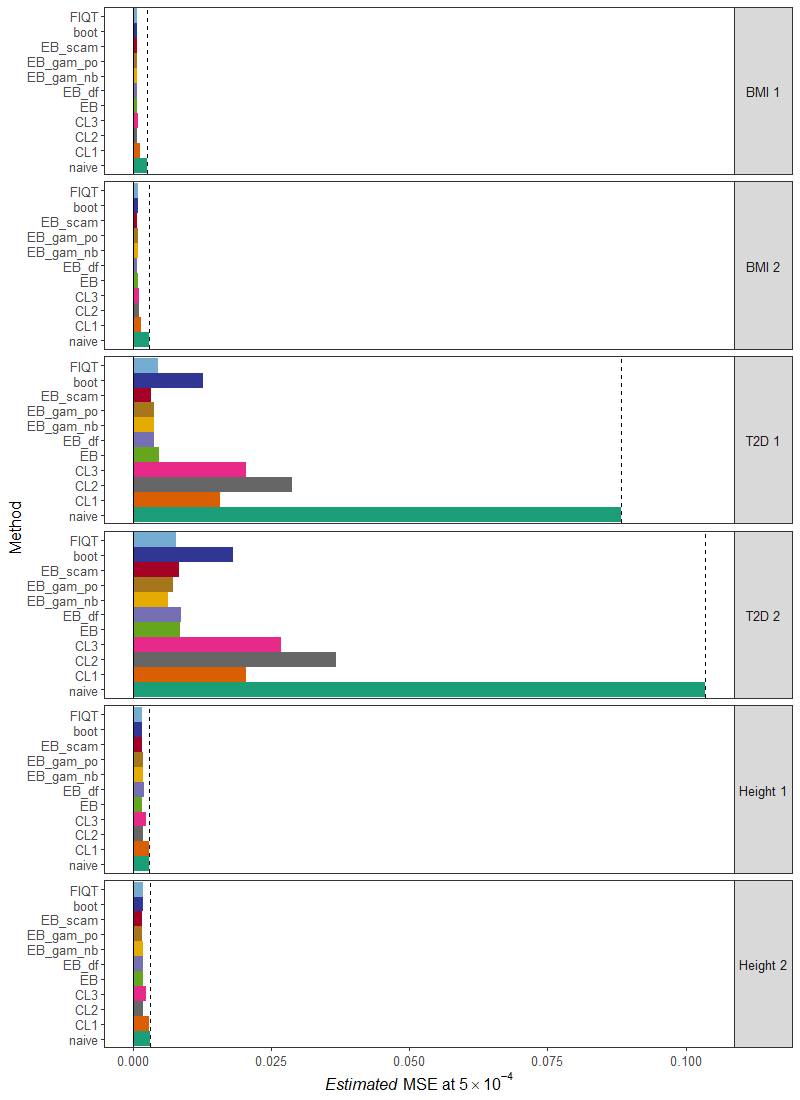 FIQT
boot
EB_scam
EB_gam_po
EB_gam_nb
EB_df
EB
CL3
CL2
CL1
naive
BMI 1
FIQT
boot
EB_scam
EB_gam_po
EB_gam_nb
EB_df
EB
CL3
CL2
CL1
naive
BMI 2
FIQT
boot
EB_scam
EB_gam_po
EB_gam_nb
EB_df
EB
CL3
CL2
CL1
naive
T2D 1
Method
FIQT
boot
EB_scam
EB_gam_po
EB_gam_nb
EB_df
EB
CL3
CL2
CL1
naive
T2D 2
FIQT
boot
EB_scam
EB_gam_po
EB_gam_nb
EB_df
EB
CL3
CL2
CL1
naive
Height 1
FIQT
boot
EB_scam
EB_gam_po
EB_gam_nb
EB_df
EB
CL3
CL2
CL1
naive
Height 2
0.000 0.025 0.050 0.075 0.100
Estimated MSE at 5 × 10⁻⁴